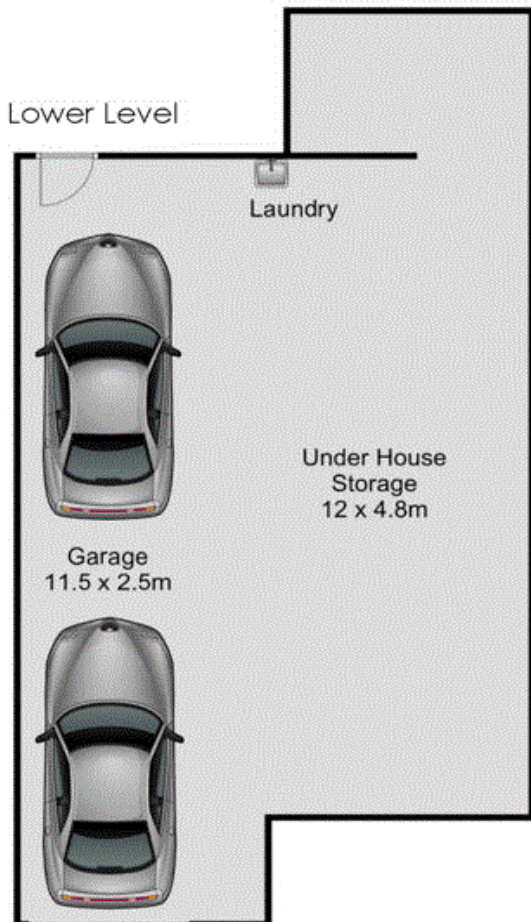 Lower Level
Laundry
Under House
Storage
12 x 4.8m
Garage
11.5 x 2.5m